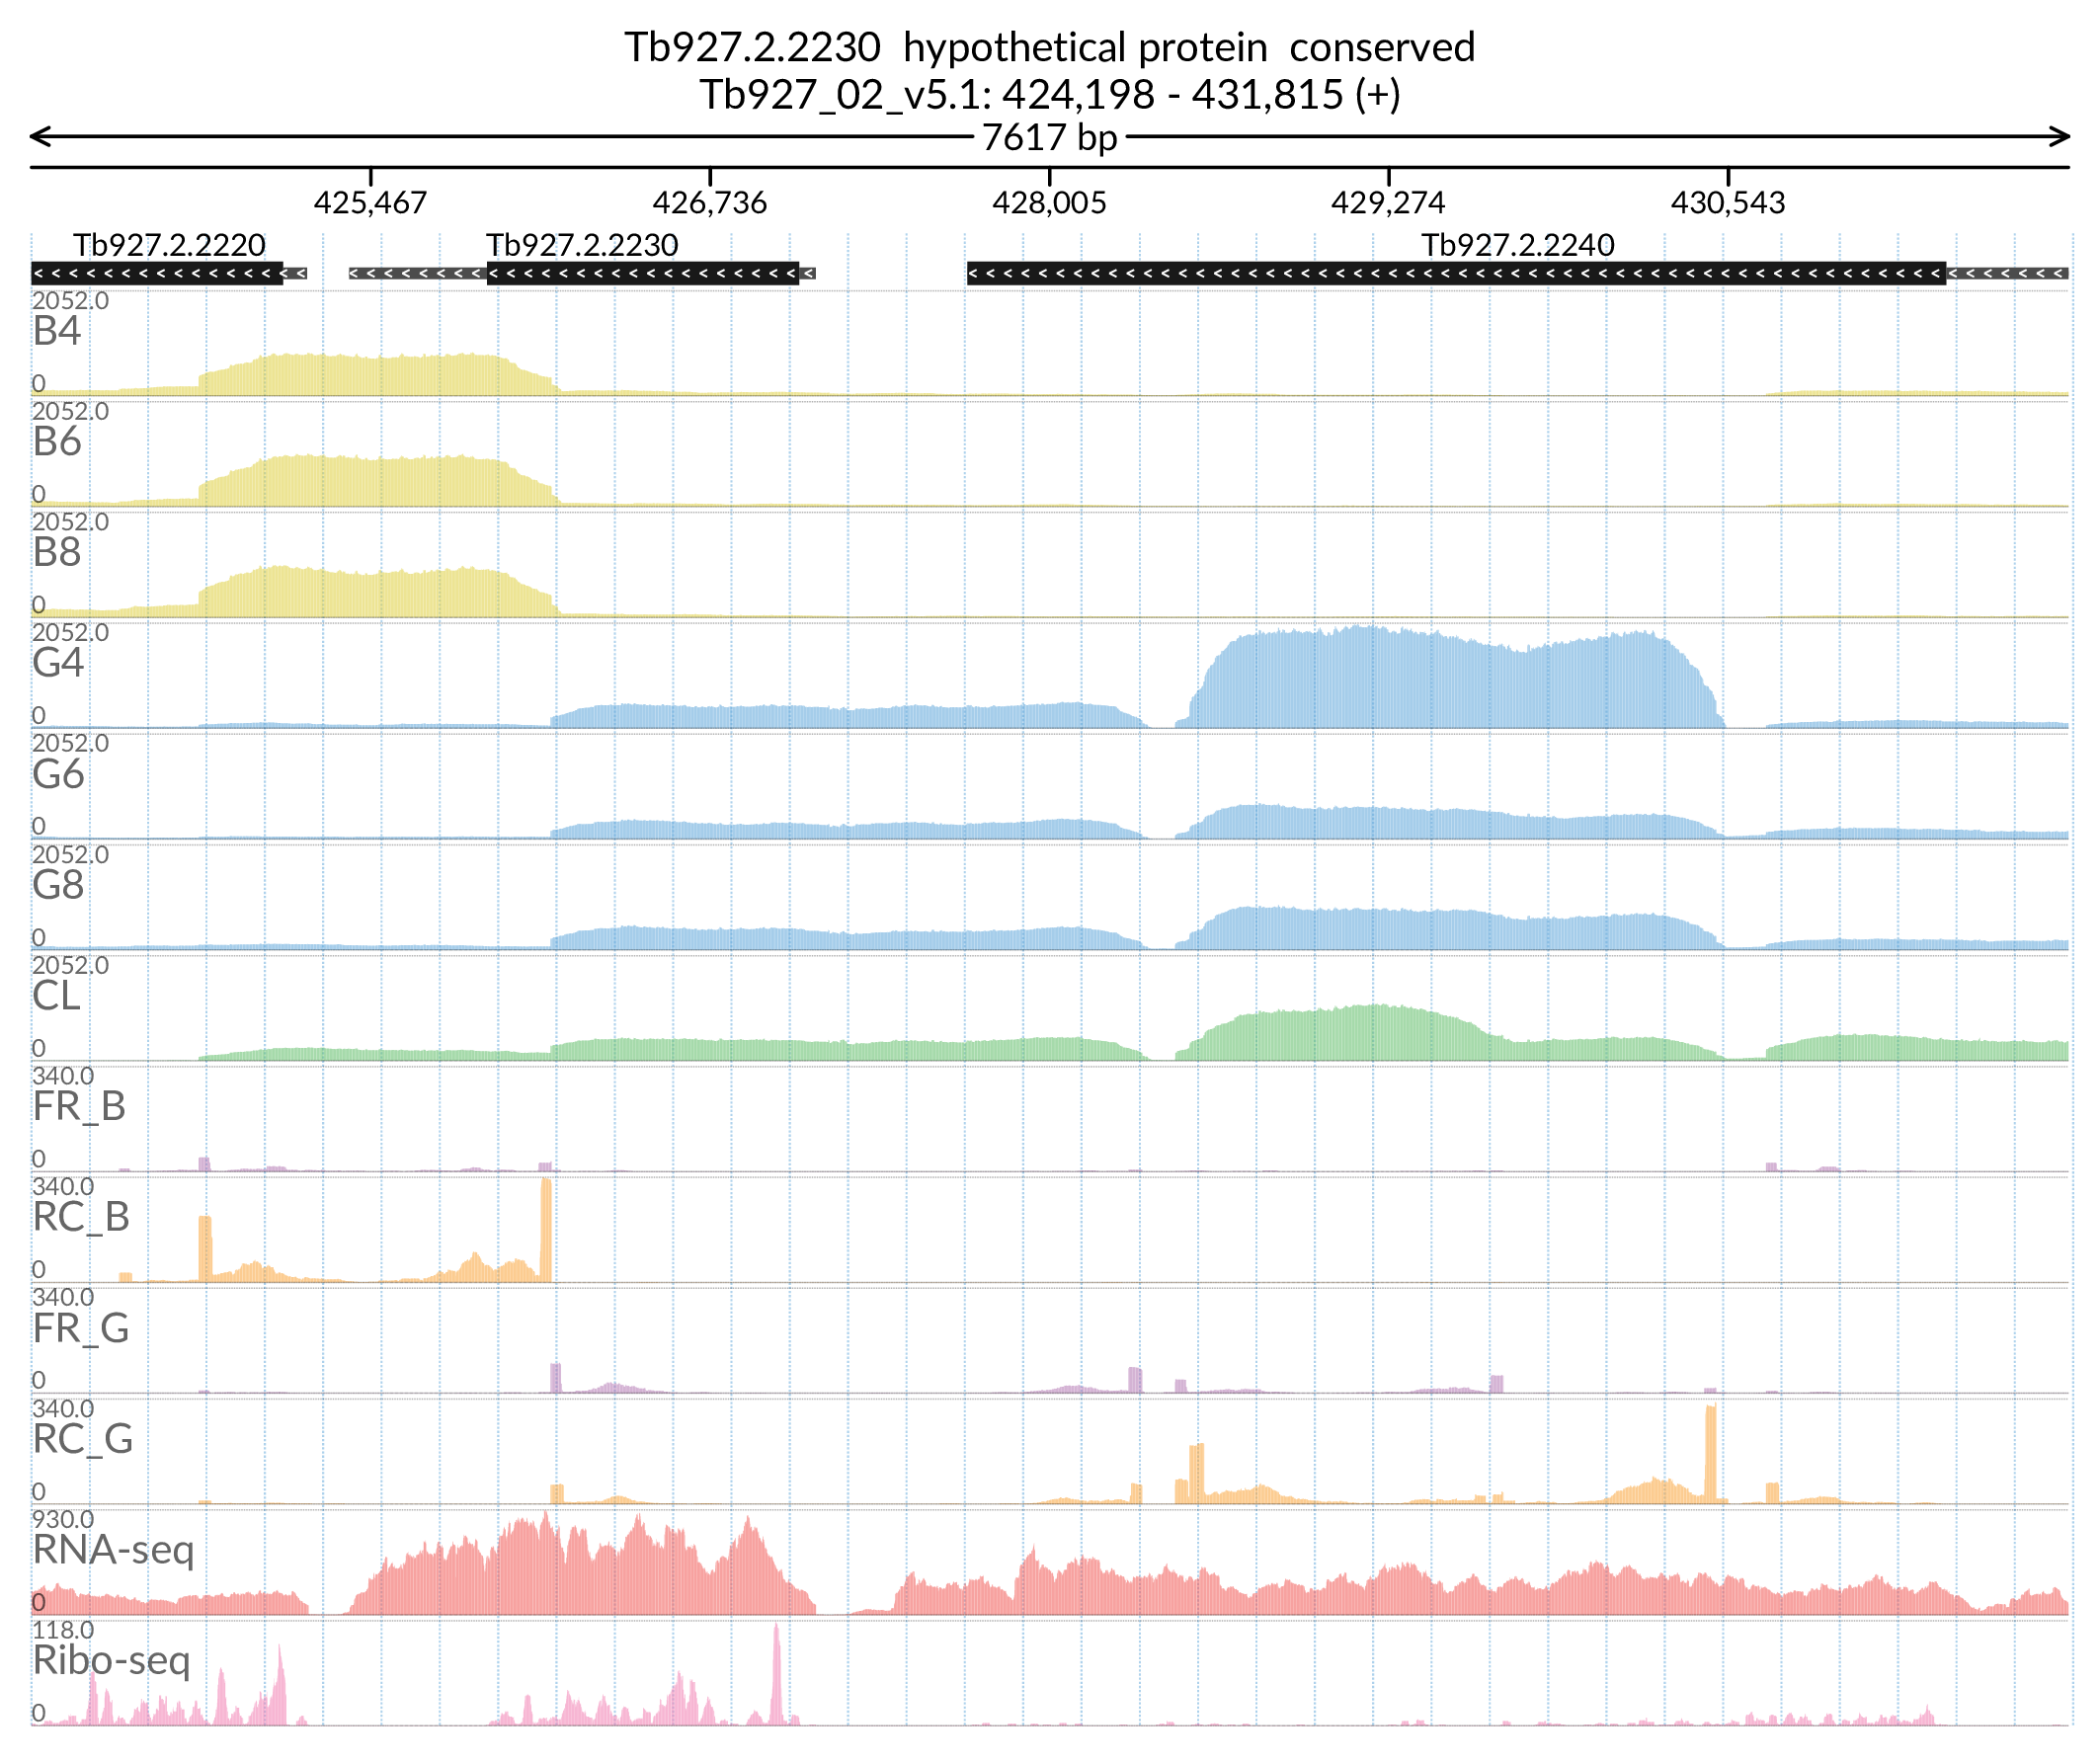 Tb927.2.2230  hypothetical protein  conserved
Tb927_02_v5.1: 424,198 - 431,815 (+)
7617 bp
425,467 426,736 428,005 429,274 430,543
Tb927.2.2220 Tb927.2.2230 Tb927.2.2240
2052.0
B4
0
2052.0
B6
0
2052.0
B8
0
2052.0
G4
0
2052.0
G6
0
2052.0
G8
0
2052.0
CL
0
340.0
FR_B
0
340.0
RC_B
0
340.0
FR_G
0
340.0
RC_G
0
930.0
RNA-seq
0
118.0
Ribo-seq
0